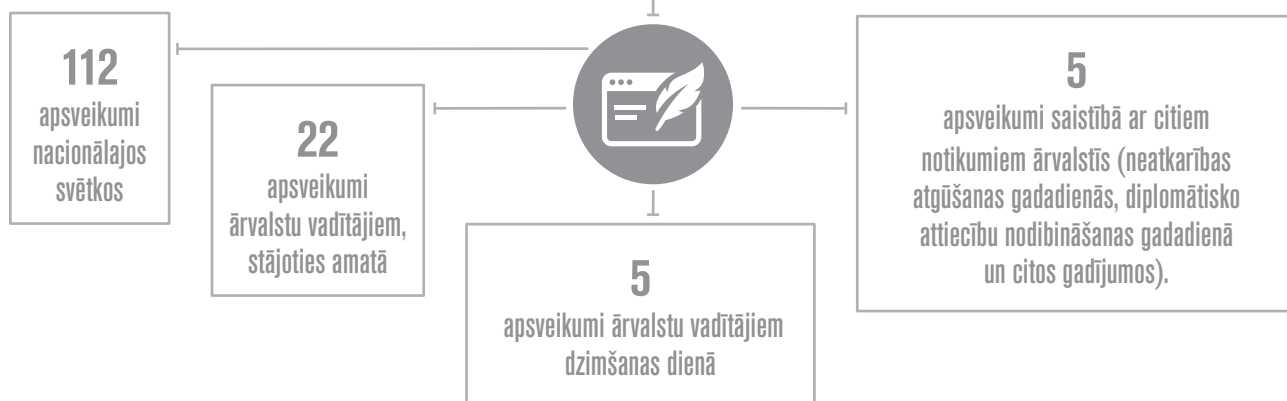 112
apsveikumi
nacionālajos
svētkos
22
apsveikumi
ārvalstu vadītājiem,
stājoties amatā
5
apsveikumi ārvalstu vadītājiem
dzimšanas dienā
5
apsveikumi saistībā ar citiem
notikumiem ārvalstīs (neatkarības
atgūšanas gadadienās, diplomātisko
attiecību nodibināšanas gadadienā
un citos gadījumos).